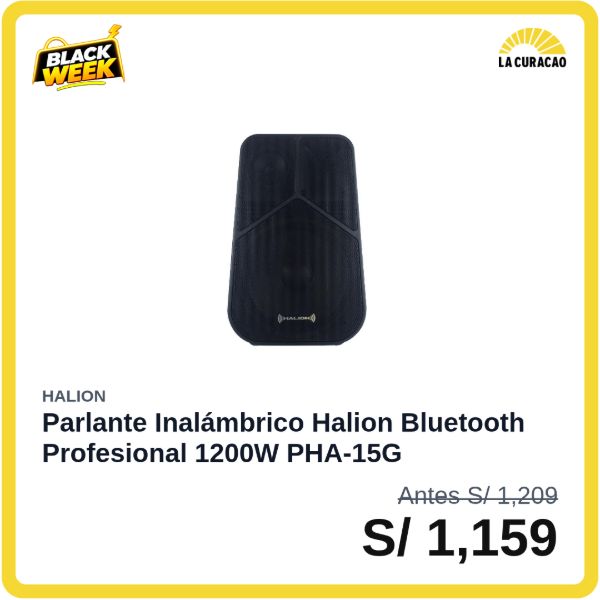 BLACK
WEEK
LA CURACAO
HALION
HALION
Parlante Inalámbrico Halion Bluetooth
Profesional 1200W PHA-15G
Antes S/ 1,209
S/ 1,159